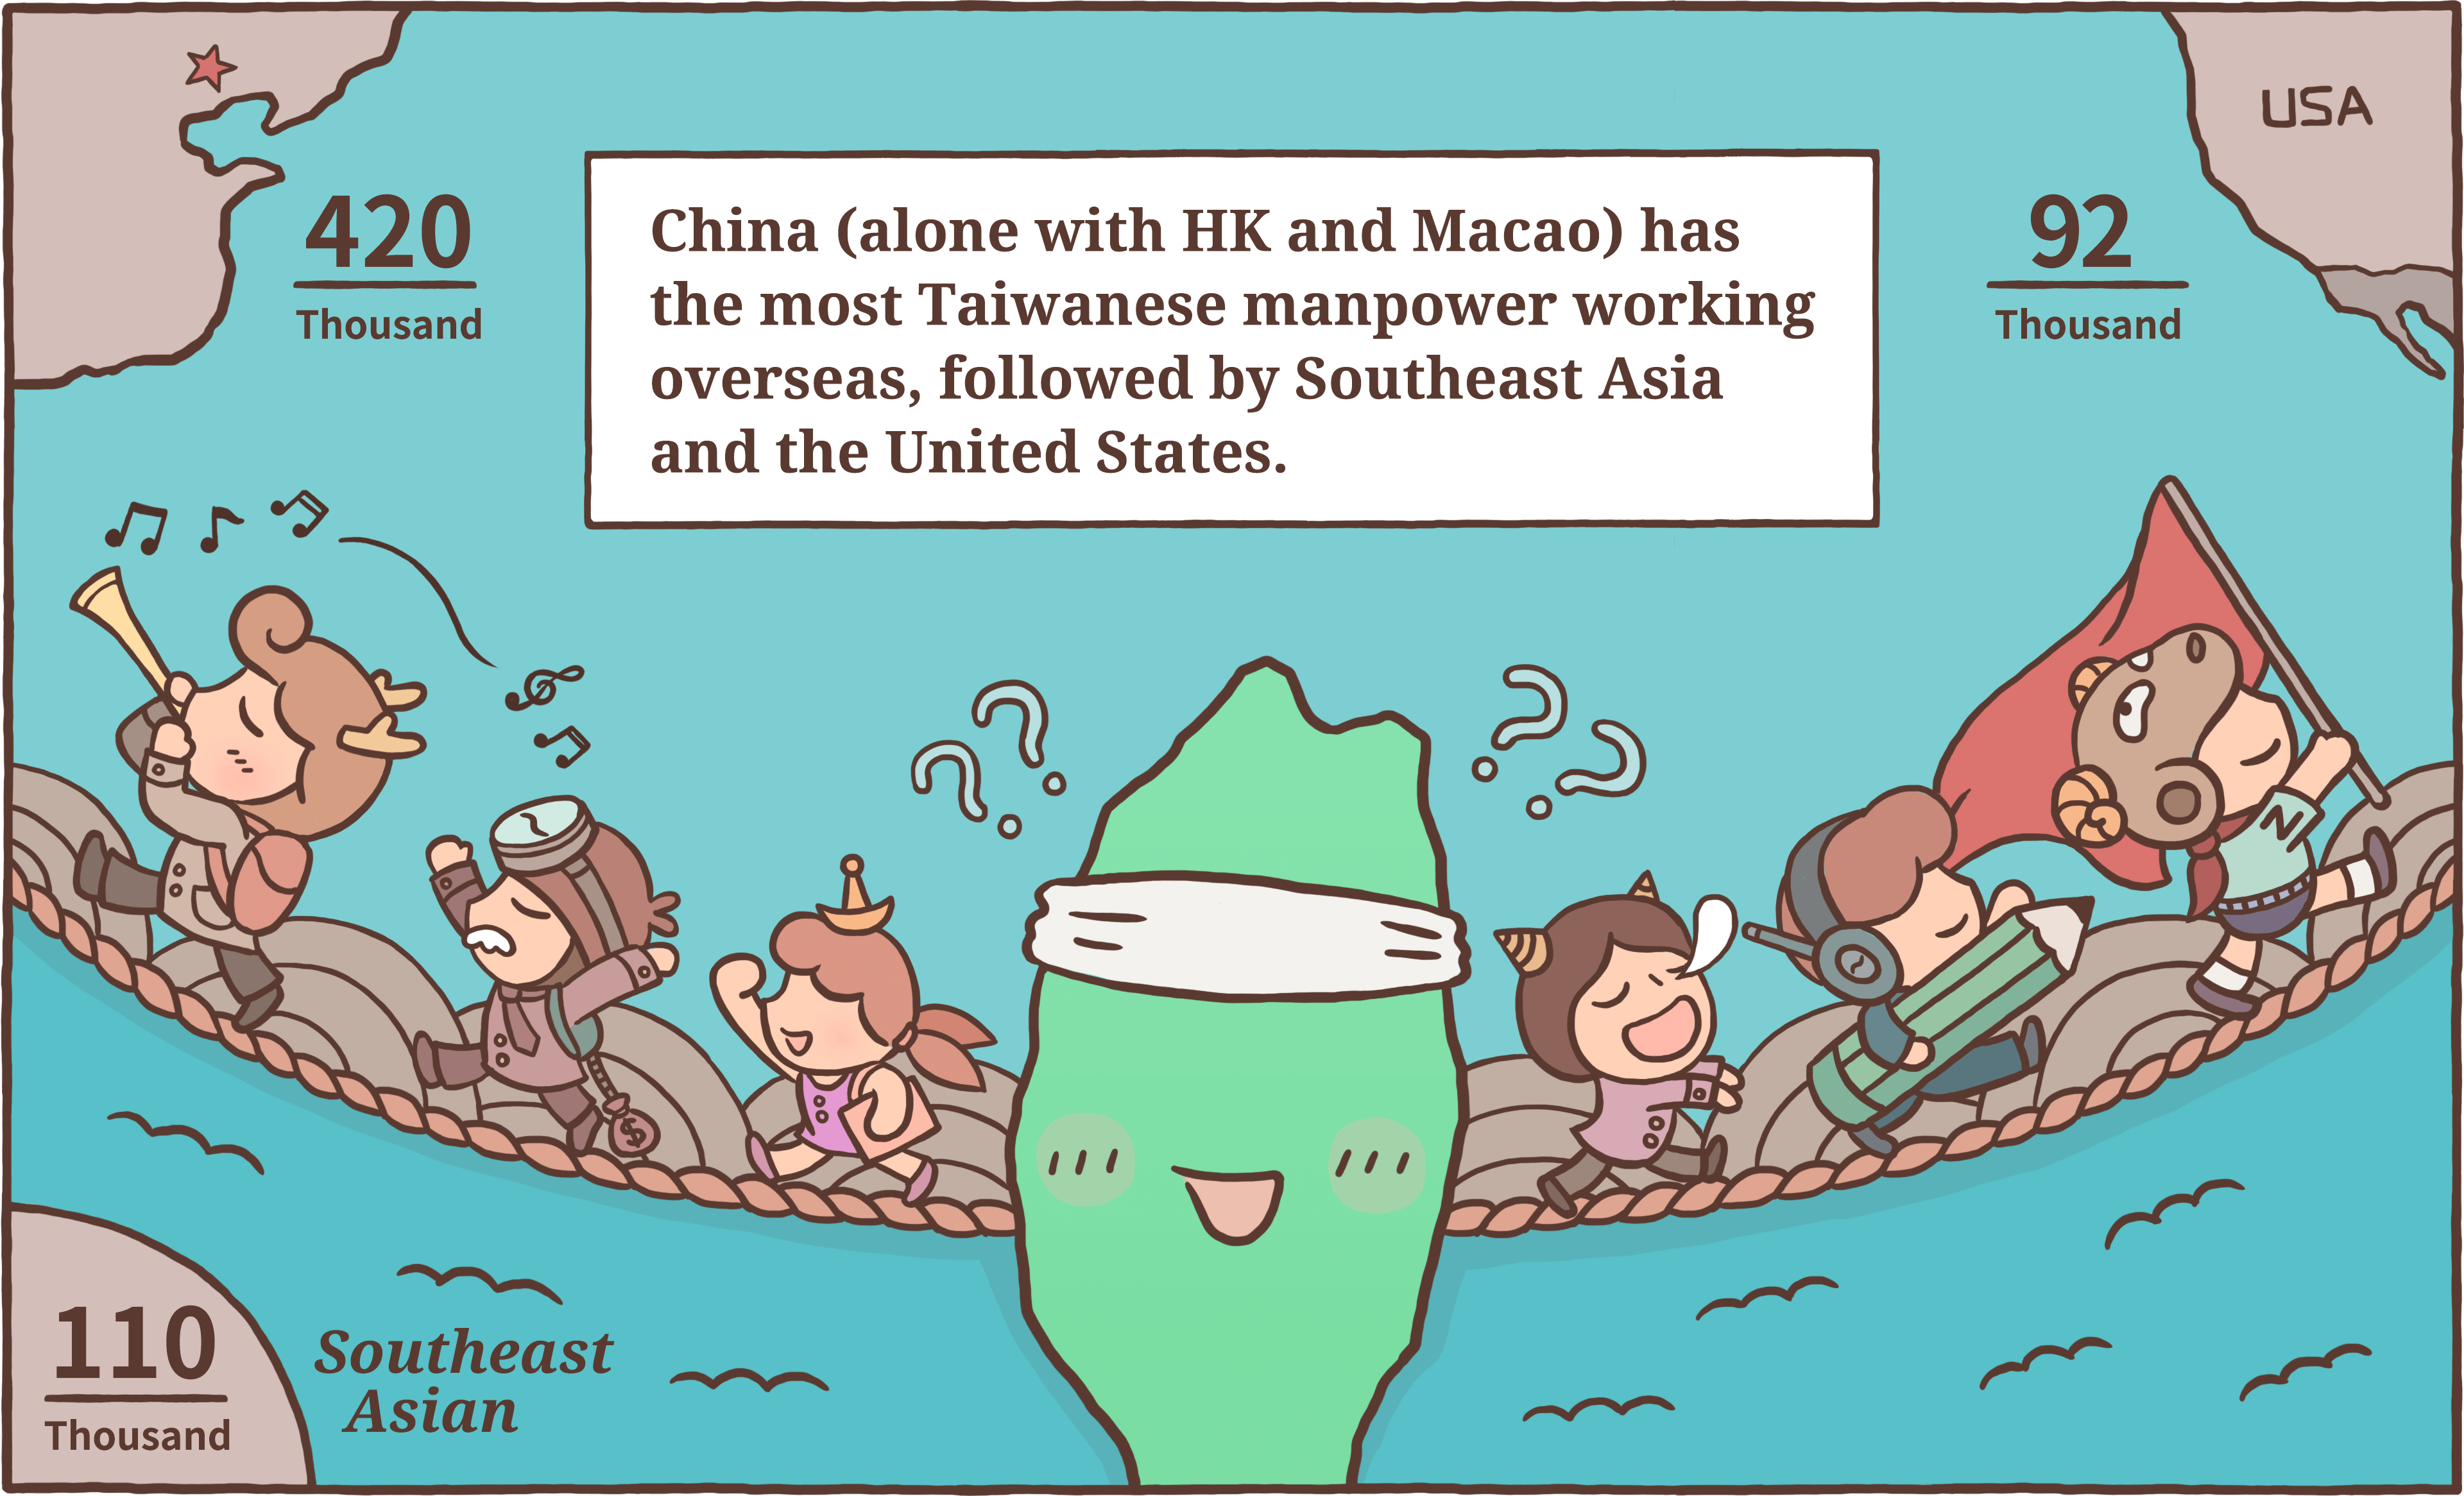 USA
420
Thousand
China (alone with HK and Macao) has
the most Taiwanese manpower working
overseas, followed by Southeast Asia
and the United States.
92
Thousand
N
$
110
Thousand
Southeast
Asian